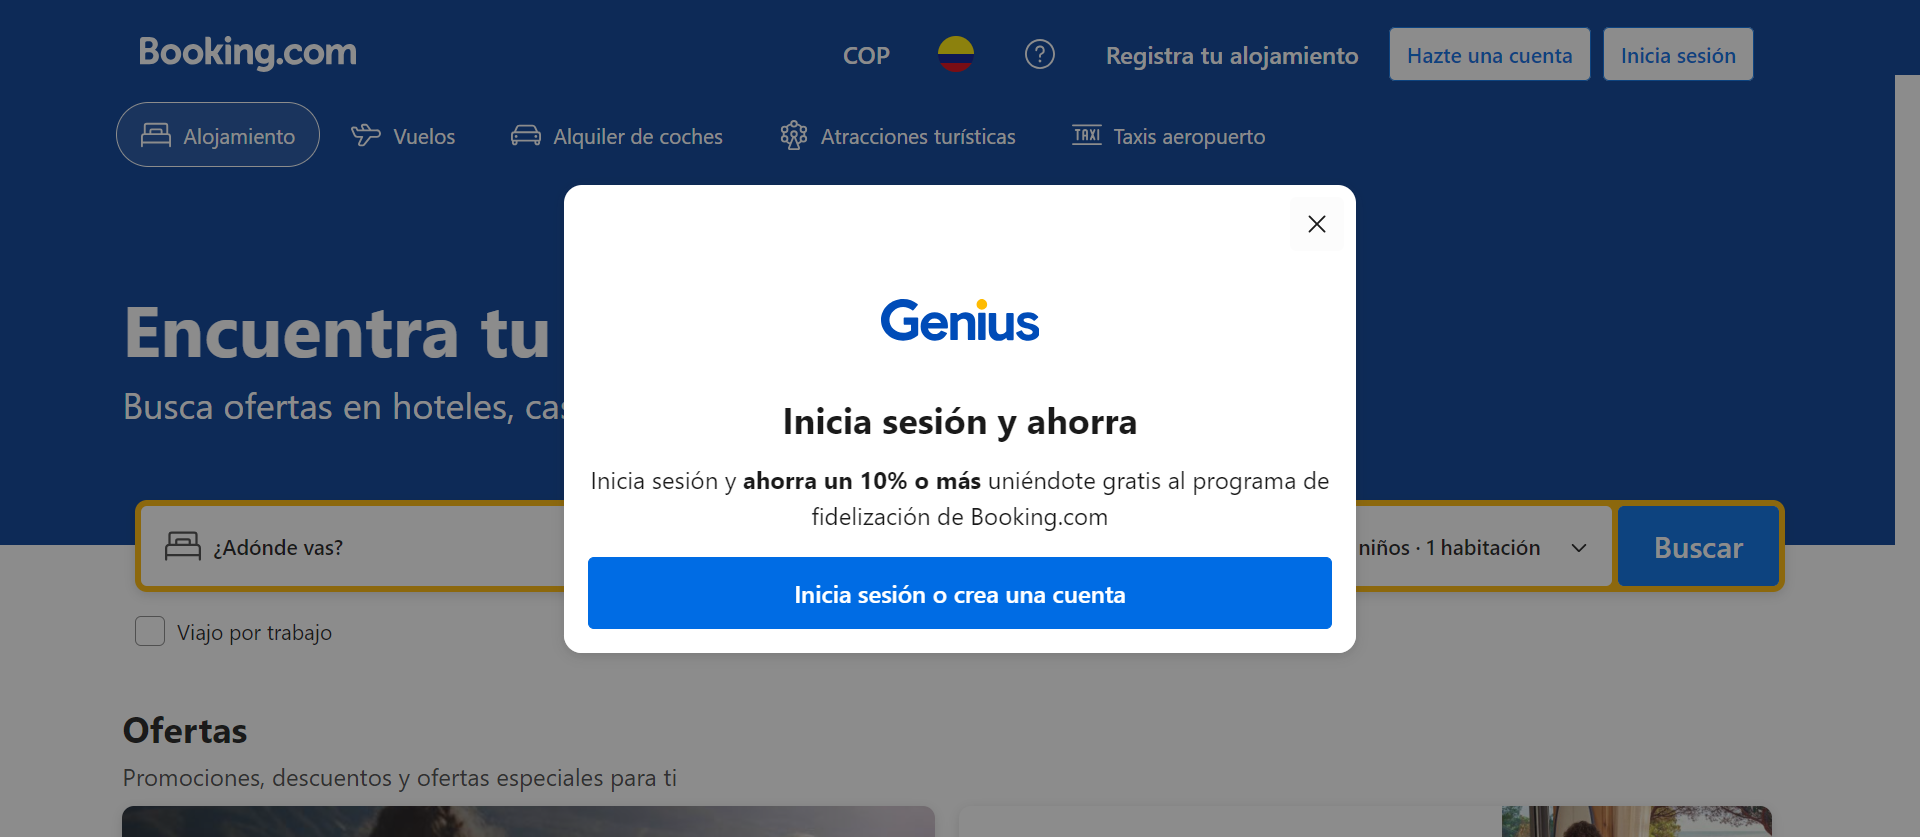 Booking.com
COP
Registra tu alojamiento
Hazte una cuenta
Inicia sesión
Alojamiento
Vuelos
Alquiler de coches
Atracciones turísticas
TAXI
Taxis aeropuerto
Encuentra tu
Busca ofertas en hoteles,
Genius
Inicia sesión y ahorra
Inicia sesión y ahorra un 10% o más uniéndote gratis al programa de
fidelización de Booking.com
Inicia sesión o crea una cuenta
¿Adónde vas?
niños · 1 habitación
Buscar
Viajo por trabajo
Ofertas
Promociones, descuentos y ofertas especiales para ti